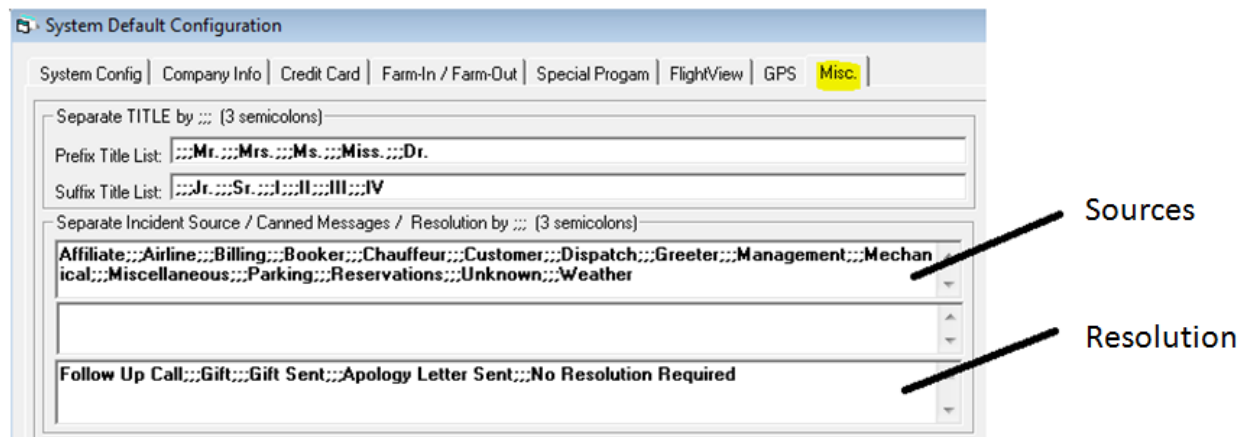 System Default Configuration
System Config Company Info Credit Card Farm-In / Farm-Out Special Progam FlightView GPS Misc.
Separate TITLE by ;;; (3 semicolons)
Prefix Title List: ;;;Mr.;;;Mrs.;;;Ms.;;;Miss.;;;Dr.
Suffix Title List: ;;;Jr.;;;Sr.;;;I;;;II;;;III;;;IV
Separate Incident Source / Canned Messages / Resolution by ;;; (3 semicolons)
Sources
Affiliate;;;Airline;;;Billing;;;Booker;;;Chauffeur;;;Customer;;;Dispatch;;;Greeter;;;Management;;;Mechan
ical;;;Miscellaneous;;;Parking;;;Reservations;;;Unknown;;;Weather
Resolution
Follow Up Call;;;Gift;;;Gift Sent;;;Apology Letter Sent;;;No Resolution Required